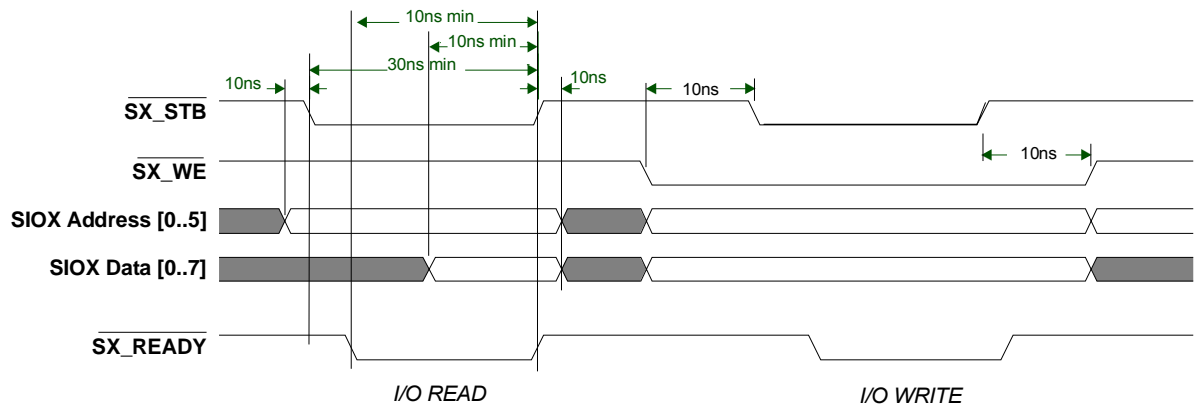 10ns min
10ns min
30ns min
10ns
10ns
10ns
SX_STB
10ns
SX_WE
SIOX Address [0..5]
SIOX Data [0..7]
SX_READY
I/O READ
I/O WRITE